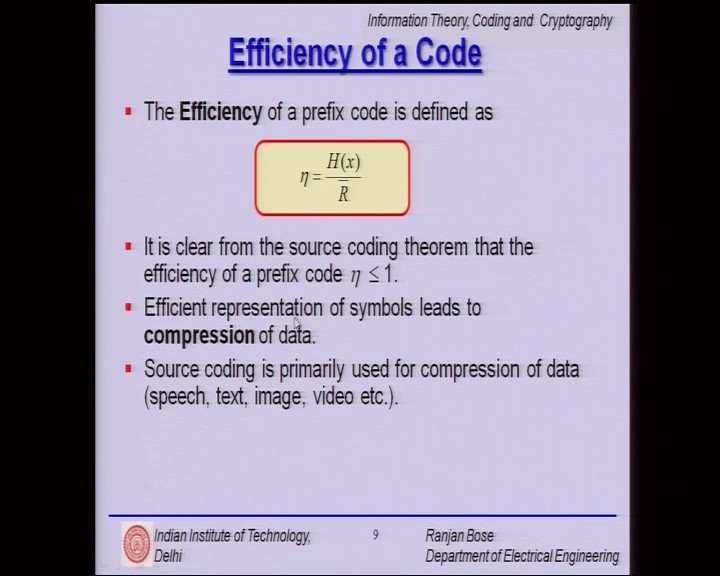 Information Theory, Coding and Cryptography
Efficiency of a Code
The Efficiency of a prefix code is defined as
η = H(x) / R̅
It is clear from the source coding theorem that the
efficiency of a prefix code η ≤ 1.
Efficient representation of symbols leads to
compression of data.
Source coding is primarily used for compression of data
(speech, text, image, video etc.).
Indian Institute of Technology,
Delhi
9
Ranjan Bose
Department of Electrical Engineering